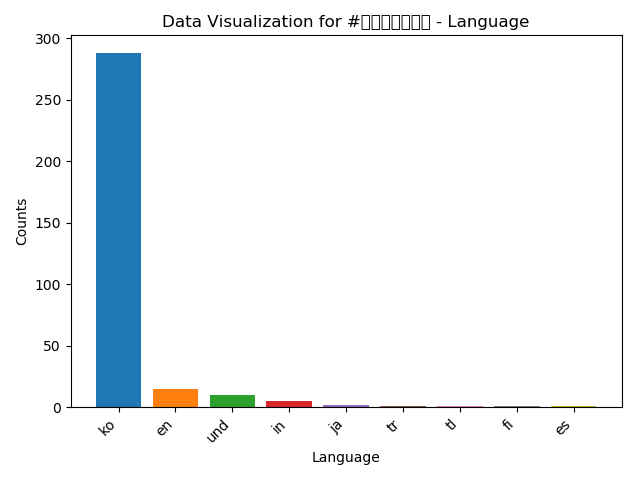 Data Visualization for # - Language
300
250
200
150
100
50
0
Counts
ko
en
und
in
ja
tr
tl
fi
es
Language